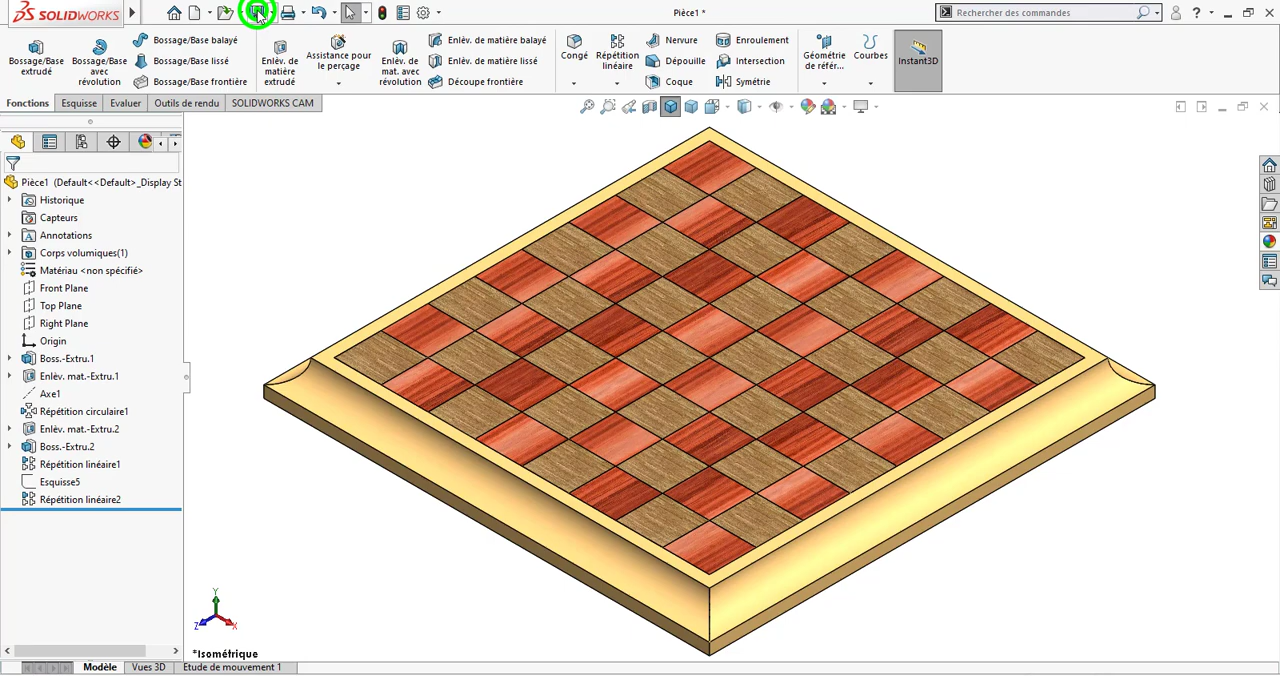 SOLIDWORKS
Pièce1 *
Rechercher des commandes
Bossage/Base extrudé
Bossage/Base avec révolution
Bossage/Base balayé
Bossage/Base lissé
Bossage/Base frontière
Enlèv. de matière extrudé
Assistance pour le perçage
Enlèv. de mat. avec révolution
Enlèv. de matière balayé
Enlèv. de matière lissé
Découpe frontière
Congé
Répétition linéaire
Nervure
Dépouille
Coque
Enroulement
Intersection
Symétrie
Géométrie de référ...
Courbes
Instant3D
Fonctions
Esquisse
Evaluer
Outils de rendu
SOLIDWORKS CAM
Pièce1 (Default<<Default>_Display St
Historique
Capteurs
Annotations
Corps volumiques(1)
Matériau <non spécifié>
Front Plane
Top Plane
Right Plane
Origin
Boss.-Extru.1
Enlèv. mat.-Extru.1
Axe1
Répétition circulaire1
Enlèv. mat.-Extru.2
Boss.-Extru.2
Répétition linéaire1
Esquisse5
Répétition linéaire2
Y
Z
X
*Isométrique
Modèle
Vues 3D
Etude de mouvement 1